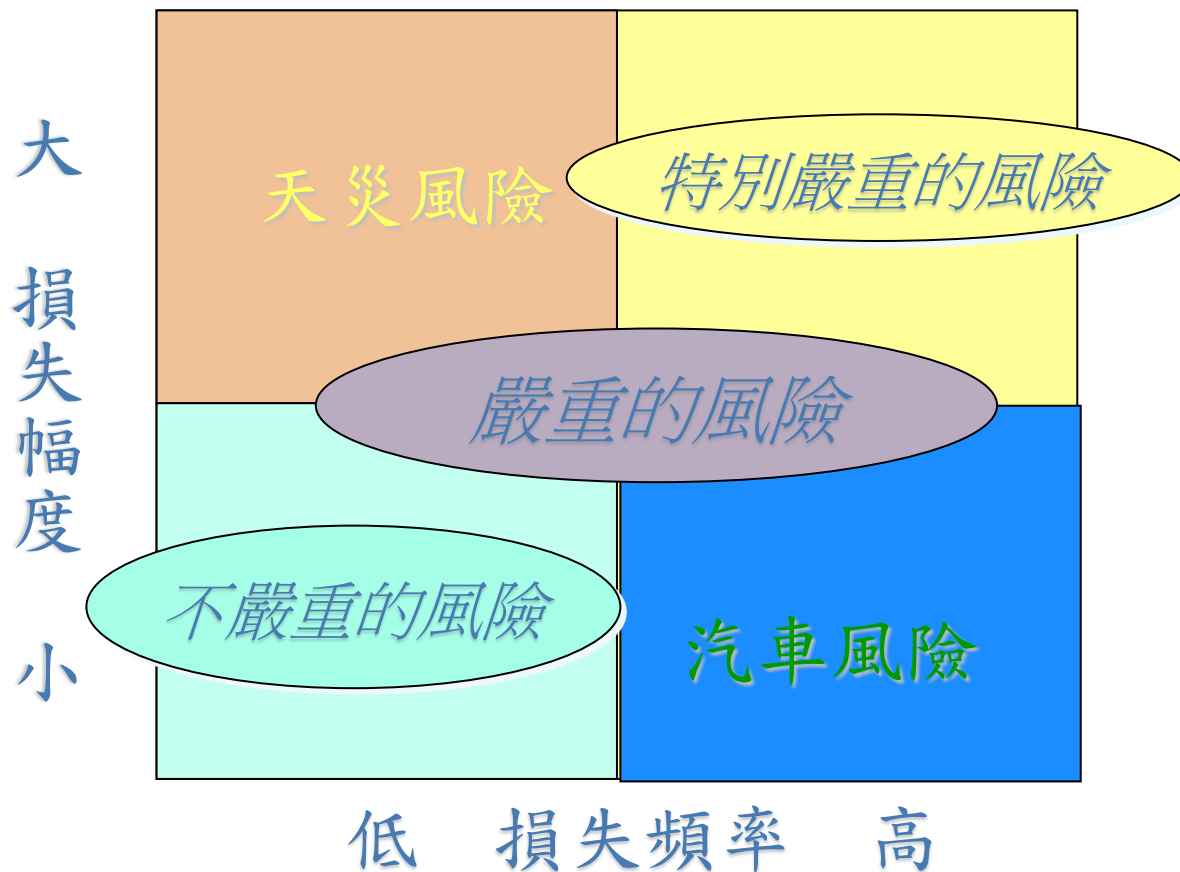 大
損失幅度
小
天災風險
特別嚴重的風險
嚴重的風險
不嚴重的風險
汽車風險
低 損失頻率 高